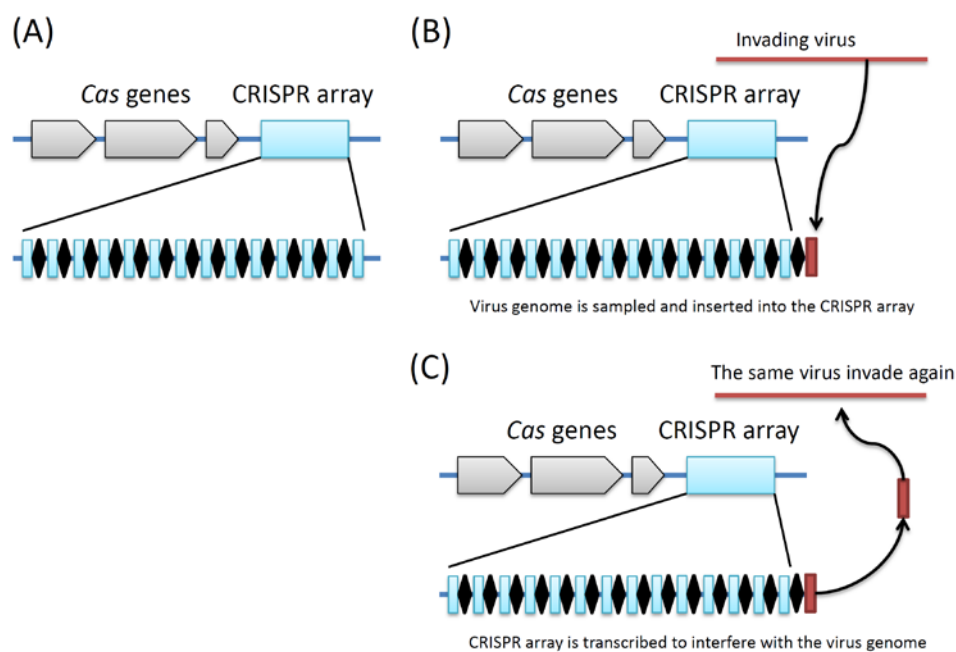 (A)
Cas genes
CRISPR array
(B)
Invading virus
Cas genes
CRISPR array
Virus genome is sampled and inserted into the CRISPR array
(C)
The same virus invade again
Cas genes
CRISPR array
CRISPR array is transcribed to interfere with the virus genome